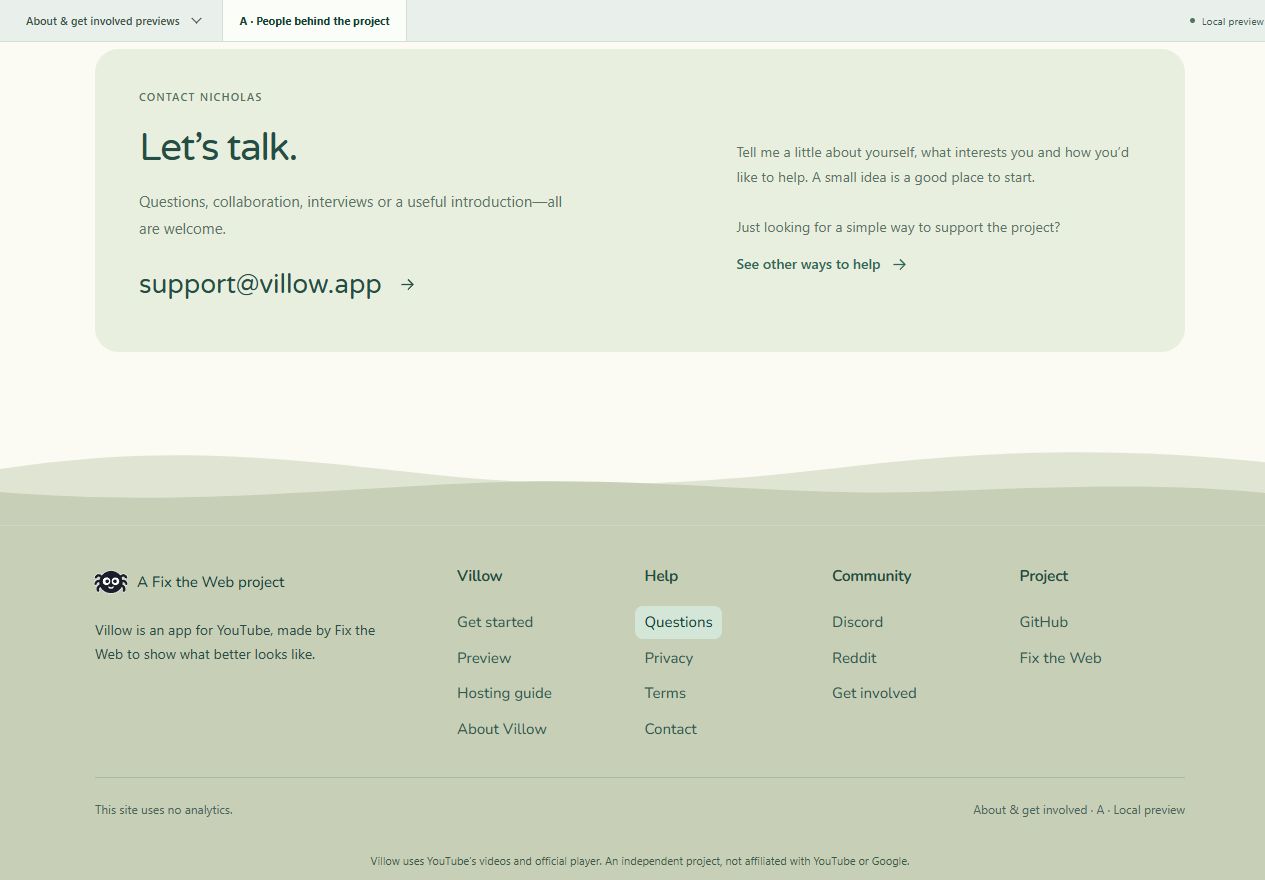 About & get involved previews
A · People behind the project
Local preview
CONTACT NICHOLAS
Let’s talk.
Questions, collaboration, interviews or a useful introduction—all
are welcome.
support@villow.app →
Tell me a little about yourself, what interests you and how you’d
like to help. A small idea is a good place to start.
Just looking for a simple way to support the project?
See other ways to help →
A Fix the Web project
Villow is an app for YouTube, made by Fix the
Web to show what better looks like.
Villow
Get started
Preview
Hosting guide
About Villow
Help
Questions
Privacy
Terms
Contact
Community
Discord
Reddit
Get involved
Project
GitHub
Fix the Web
This site uses no analytics.
About & get involved · A · Local preview
Villow uses YouTube’s videos and official player. An independent project, not affiliated with YouTube or Google.